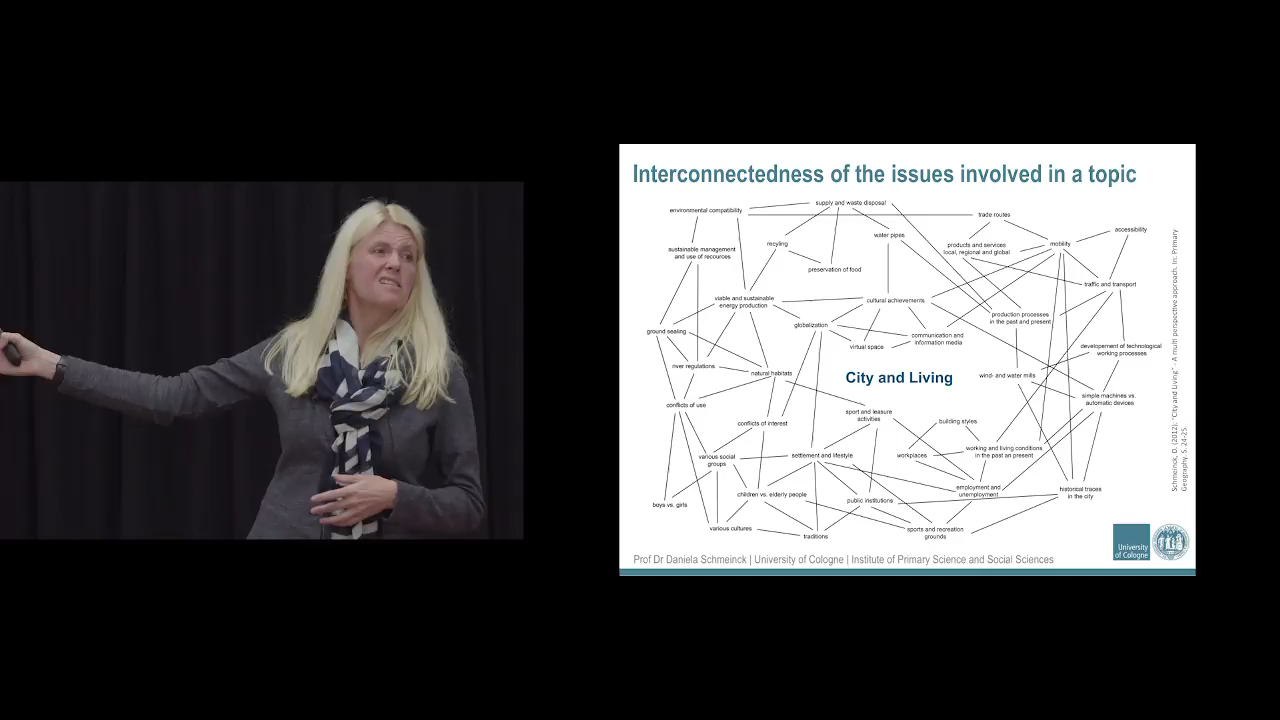 Interconnectedness of the issues involved in a topic
environmental compatibility
supply and waste disposal
trade routes
accessibility
sustainable management
and use of recources
recyling
water pipes
products and services
local, regional and global
mobility
preservation of food
traffic and transport
viable and sustainable
energy production
cultural achievements
production processes
in the past and present
ground sealing
globalization
communication and
information media
virtual space
developement of technological
working processes
river regulations
natural habitats
City and Living
wind- and water mills
simple machines vs.
automatic devices
conflicts of use
sport and leasure
activities
conflicts of interest
building styles
various social
groups
settlement and lifestyle
workplaces
working and living conditions
in the past an present
children vs. elderly people
employment and
unemployment
historical traces
in the city
boys vs. girls
public institutions
various cultures
traditions
sports and recreation
grounds
Schmeinck, D. (2012): "City and Living" - A multi perspective approach. In: Primary
Geography. S. 24-25.
University
of Cologne
Prof Dr Daniela Schmeinck | University of Cologne | Institute of Primary Science and Social Sciences